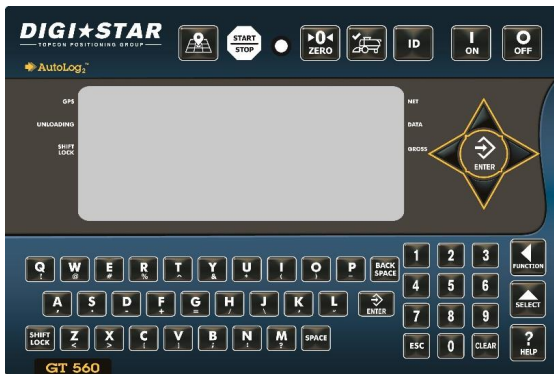 DIGI★STAR
TOPCON POSITIONING GROUP
AutoLog2™
START
STOP
▶0◀
ZERO
ID
I
ON
O
OFF
GPS
UNLOADING
SHIFT
LOCK
NET
DATA
GROSS
ENTER
Q W E R T Y U I O P BACK
SPACE
! @ # % ^ &
A S D F G H J K L ENTER
SHIFT
LOCK
Z X C V B N M SPACE
< > ?
1 2 3
4 5 6
7 8 9
ESC 0 CLEAR
FUNCTION
SELECT
?
HELP
GT 560